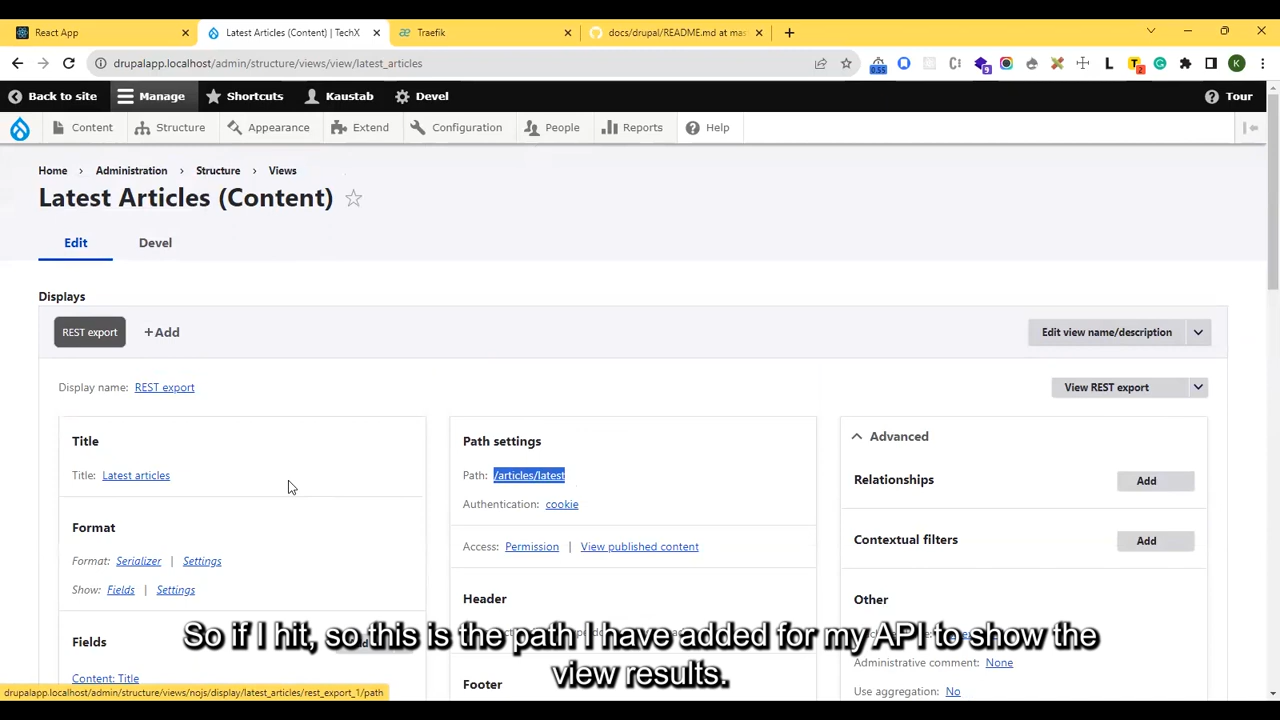 React App
Latest Articles (Content) | TechX
Traefik
docs/drupal/README.md at mas
drupalapp.localhost/admin/structure/views/view/latest_articles
0.55
9
2
K
Back to site
Manage
Shortcuts
Kaustab
Devel
Tour
Content
Structure
Appearance
Extend
Configuration
People
Reports
Help
Home
Administration
Structure
Views
Latest Articles (Content)
Edit
Devel
Displays
REST export
+Add
Edit view name/description
Display name: REST export
View REST export
Title
Title: Latest articles
Format
Format: Serializer | Settings
Show: Fields | Settings
Fields
Content: Title
Path settings
Path: /articles/latest
Authentication: cookie
Access: Permission | View published content
Header
Footer
Advanced
Relationships
Add
Contextual filters
Add
Other
Administrative comment: None
Use aggregation: No
So if I hit, so this is the path I have added for my API to show the
view results.
drupalapp.localhost/admin/structure/views/nojs/display/latest_articles/rest_export_1/path